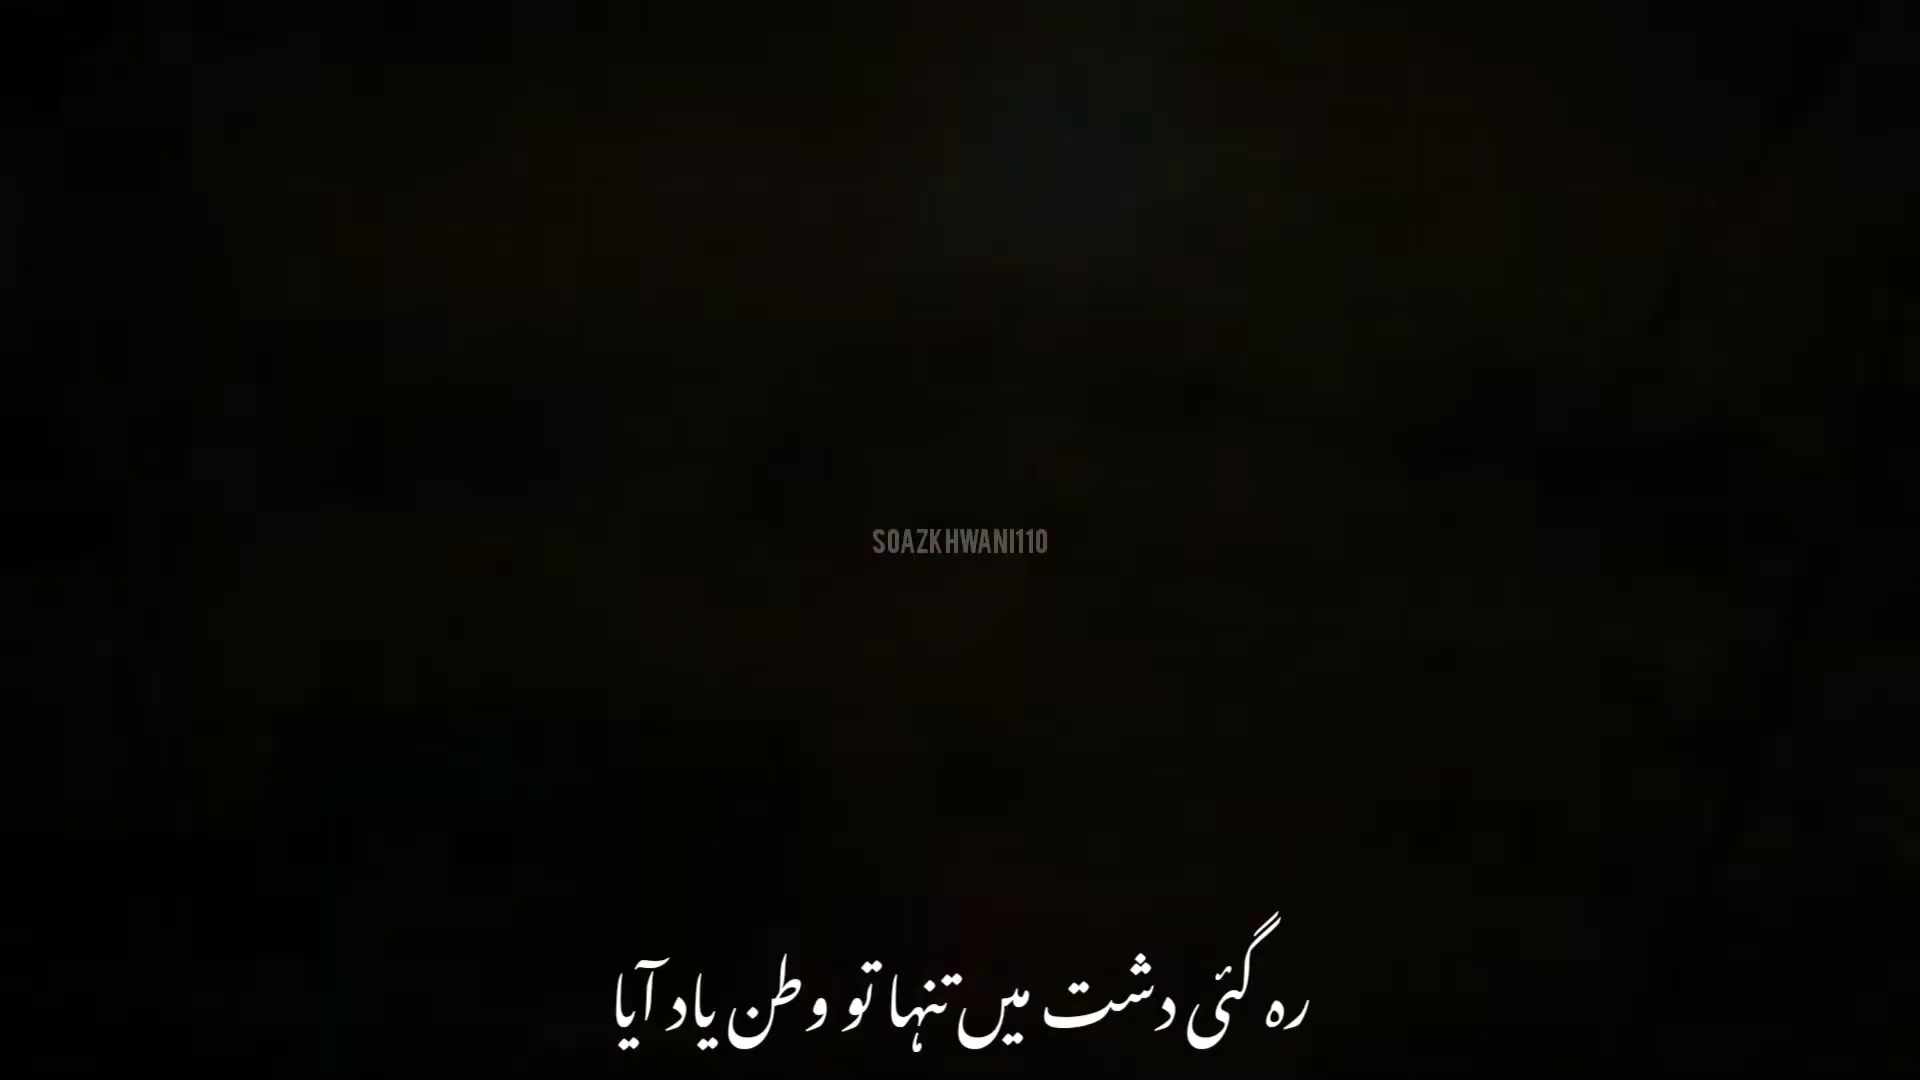 SOAZKHWANI110
رہ گئی دشت میں تنہا تو وطن یاد آیا